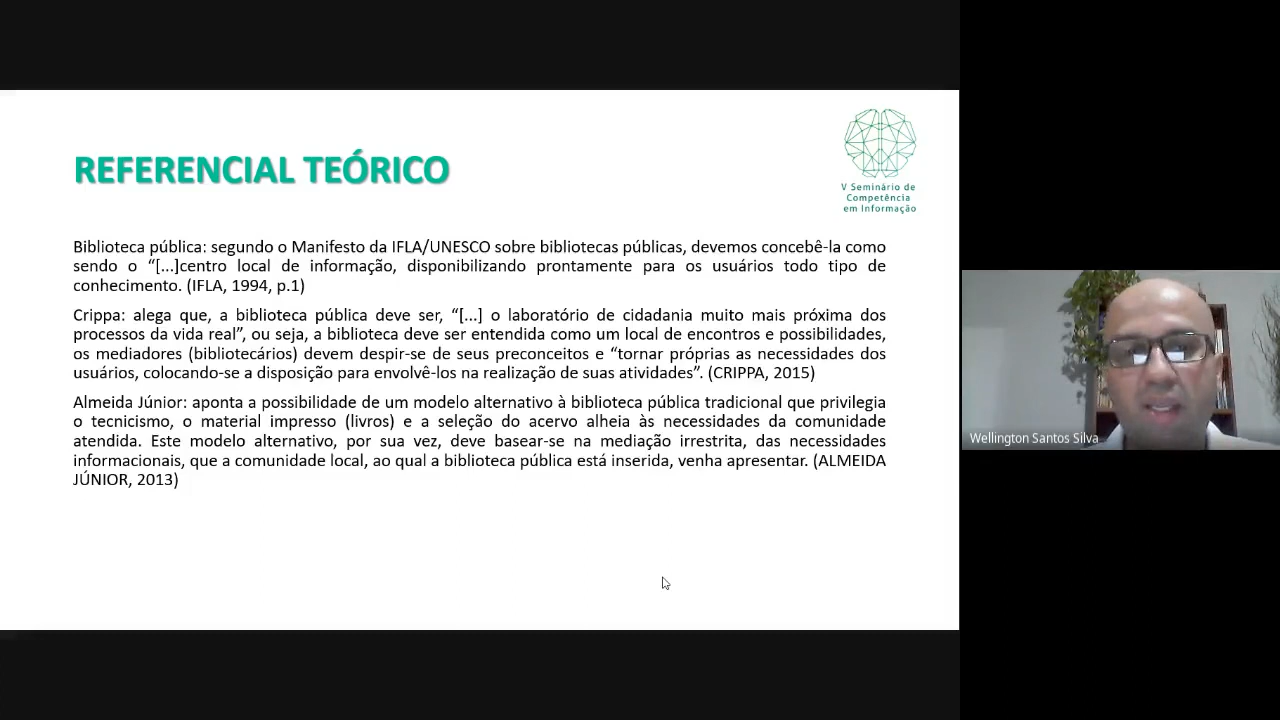 REFERENCIAL TEÓRICO
V Seminário de
Competência
em Informação
Biblioteca pública: segundo o Manifesto da IFLA/UNESCO sobre bibliotecas públicas, devemos concebê-la como
sendo o “[...]centro local de informação, disponibilizando prontamente para os usuários todo tipo de
conhecimento. (IFLA, 1994, p.1)
Crippa: alega que, a biblioteca pública deve ser, “[...] o laboratório de cidadania muito mais próxima dos
processos da vida real”, ou seja, a biblioteca deve ser entendida como um local de encontros e possibilidades,
os mediadores (bibliotecários) devem despir-se de seus preconceitos e “tornar próprias as necessidades dos
usuários, colocando-se a disposição para envolvê-los na realização de suas atividades”. (CRIPPA, 2015)
Almeida Júnior: aponta a possibilidade de um modelo alternativo à biblioteca pública tradicional que privilegia
o tecnicismo, o material impresso (livros) e a seleção do acervo alheia às necessidades da comunidade
atendida. Este modelo alternativo, por sua vez, deve basear-se na mediação irrestrita, das necessidades
informacionais, que a comunidade local, ao qual a biblioteca pública está inserida, venha apresentar. (ALMEIDA
JÚNIOR, 2013)
Wellington Santos Silva